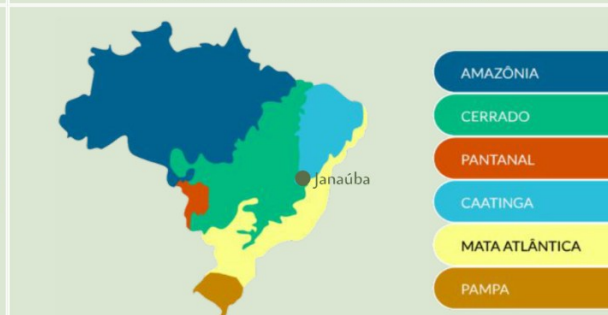 AMAZÔNIA
CERRADO
PANTANAL
Janaúba
CAATINGA
MATA ATLÂNTICA
PAMPA